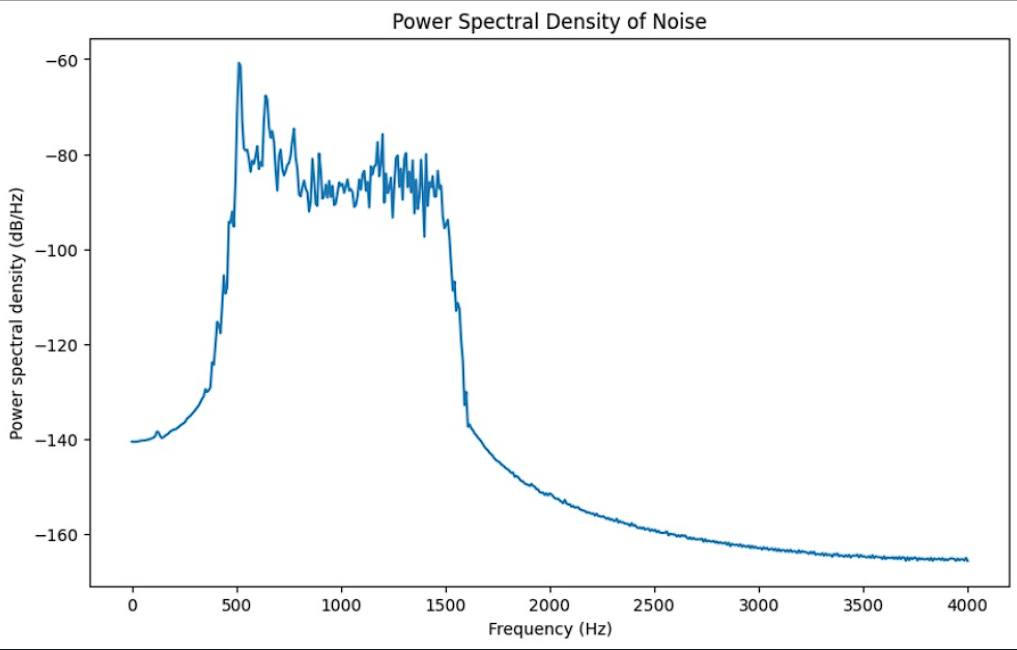 Power Spectral Density of Noise
−60
−80
−100
−120
−140
−160
Power spectral density (dB/Hz)
0 500 1000 1500 2000 2500 3000 3500 4000
Frequency (Hz)